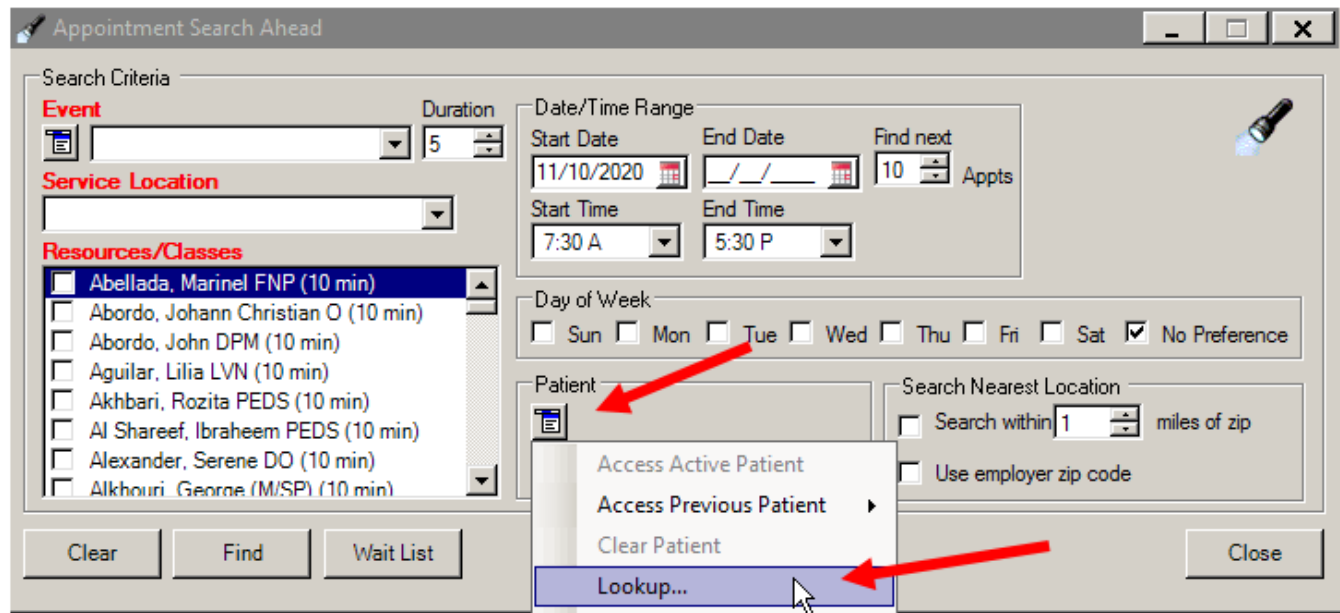 Appointment Search Ahead
Search Criteria
Event
Duration
5
Service Location
Resources/Classes
Abellada, Marinel FNP (10 min)
Abordo, Johann Christian O (10 min)
Abordo, John DPM (10 min)
Aguilar, Lilia LVN (10 min)
Akhbari, Rozita PEDS (10 min)
Al Shareef, Ibraheem PEDS (10 min)
Alexander, Serene DO (10 min)
Alkhouri, George (M/SP) (10 min)
Date/Time Range
Start Date End Date Find next
11/10/2020 __/__/____ 10 Appts
Start Time End Time
7:30 A 5:30 P
Day of Week
Sun Mon Tue Wed Thu Fri Sat No Preference
Patient
Access Active Patient
Access Previous Patient
Clear Patient
Lookup...
Search Nearest Location
Search within 1 miles of zip
Use employer zip code
Clear Find Wait List Close